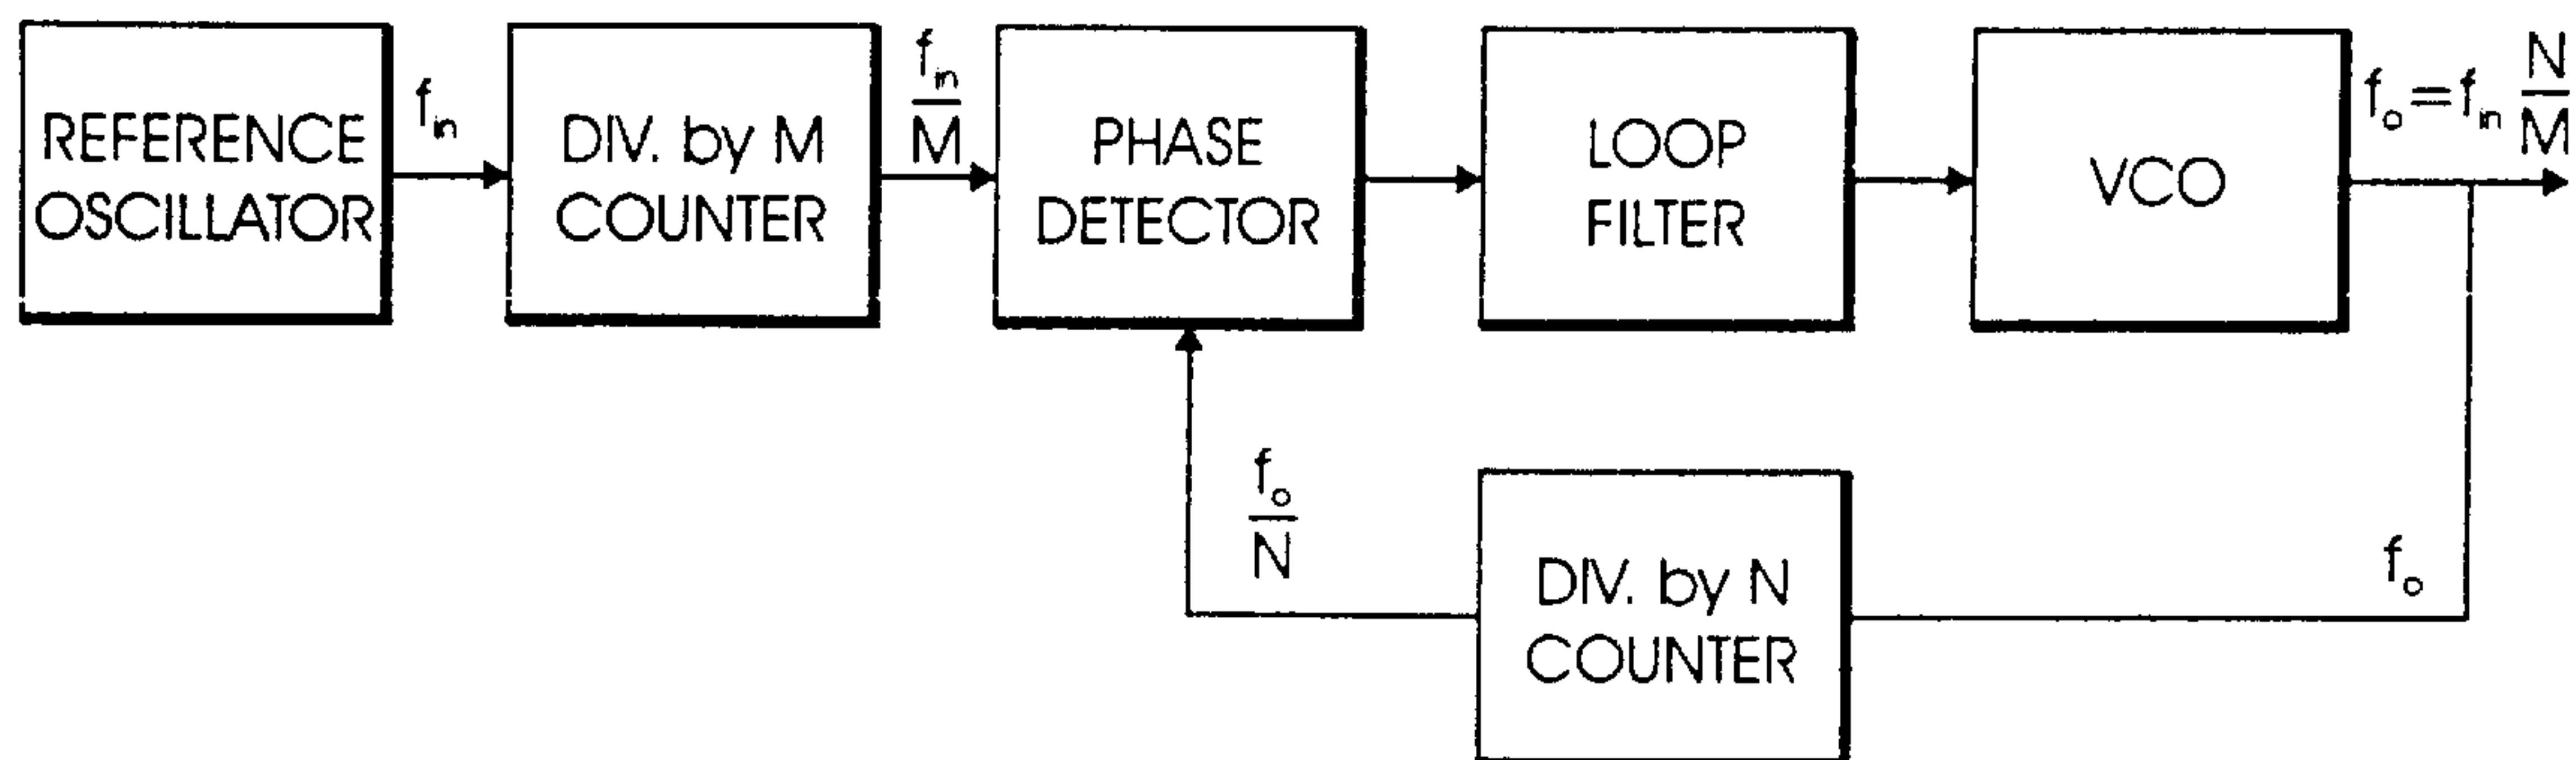 REFERENCE
OSCILLATOR
f_in
DIV. by M
COUNTER
f_in
M
PHASE
DETECTOR
LOOP
FILTER
VCO
f_o = f_in N
M
f_o
N
DIV. by N
COUNTER
f_o